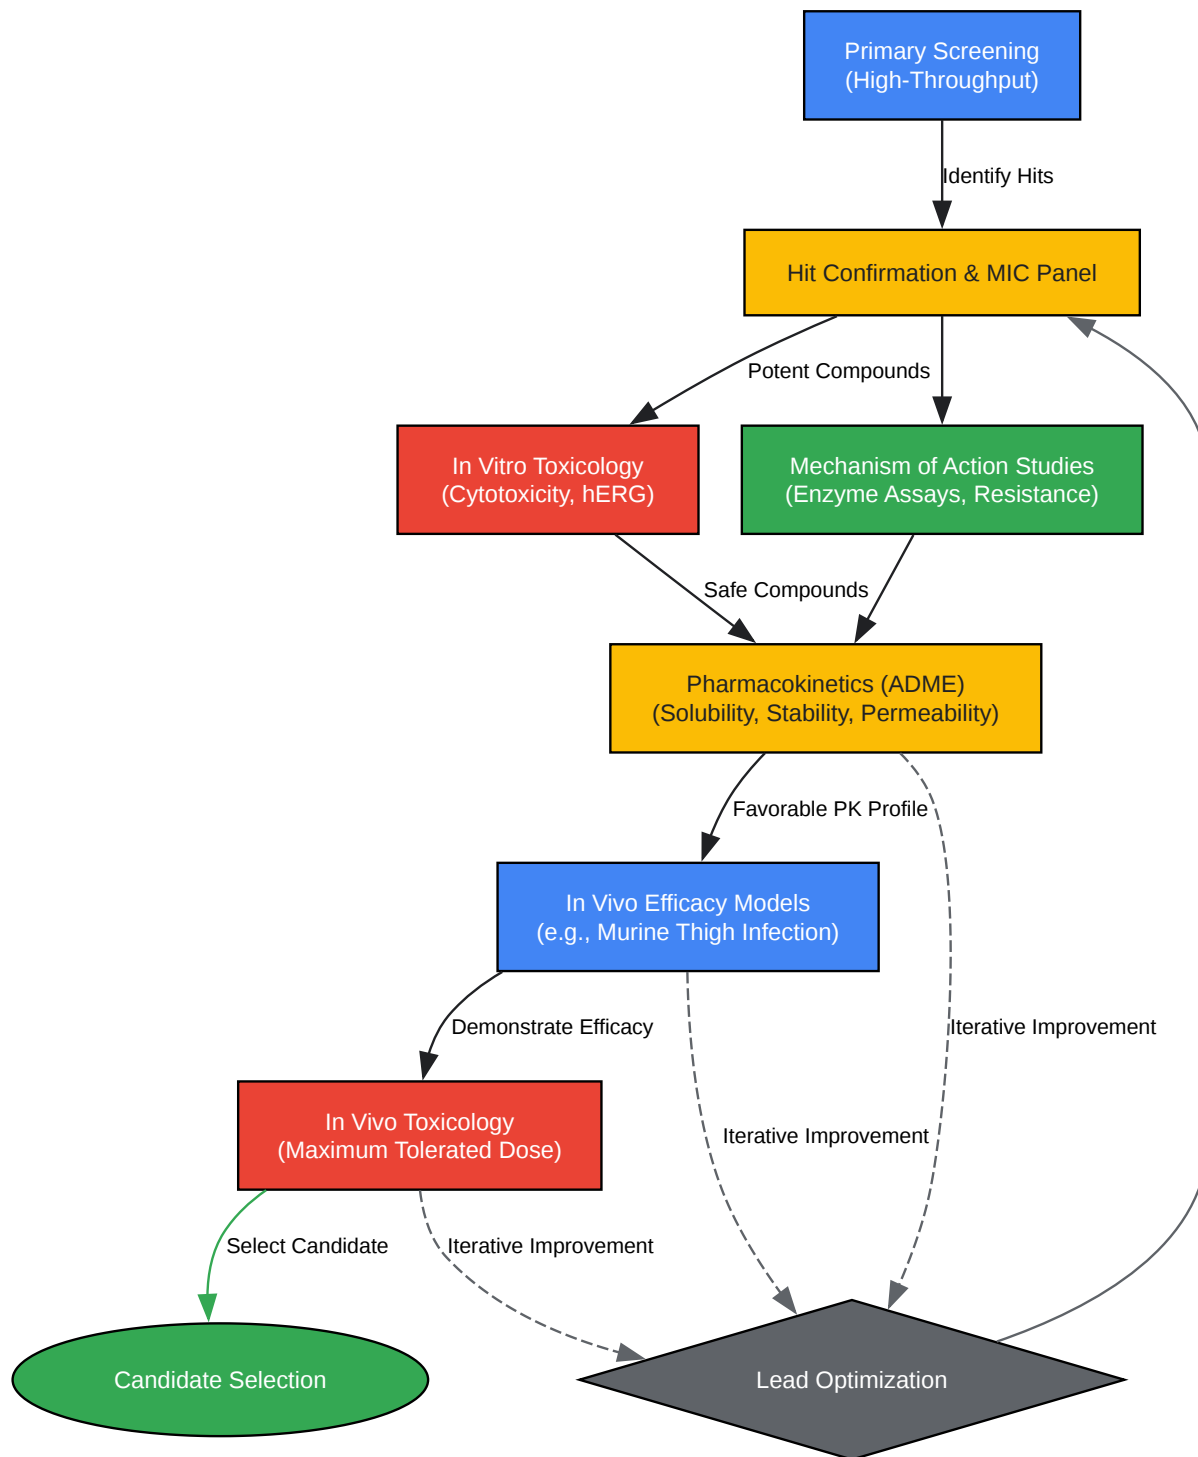 Primary Screening
(High-Throughput)
Identify Hits
Hit Confirmation & MIC Panel
Potent Compounds
In Vitro Toxicology
(Cytotoxicity, hERG)
Mechanism of Action Studies
(Enzyme Assays, Resistance)
Safe Compounds
Pharmacokinetics (ADME)
(Solubility, Stability, Permeability)
Favorable PK Profile
In Vivo Efficacy Models
(e.g., Murine Thigh Infection)
Demonstrate Efficacy
Iterative Improvement
In Vivo Toxicology
(Maximum Tolerated Dose)
Iterative Improvement
Select Candidate
Iterative Improvement
Candidate Selection
Lead Optimization